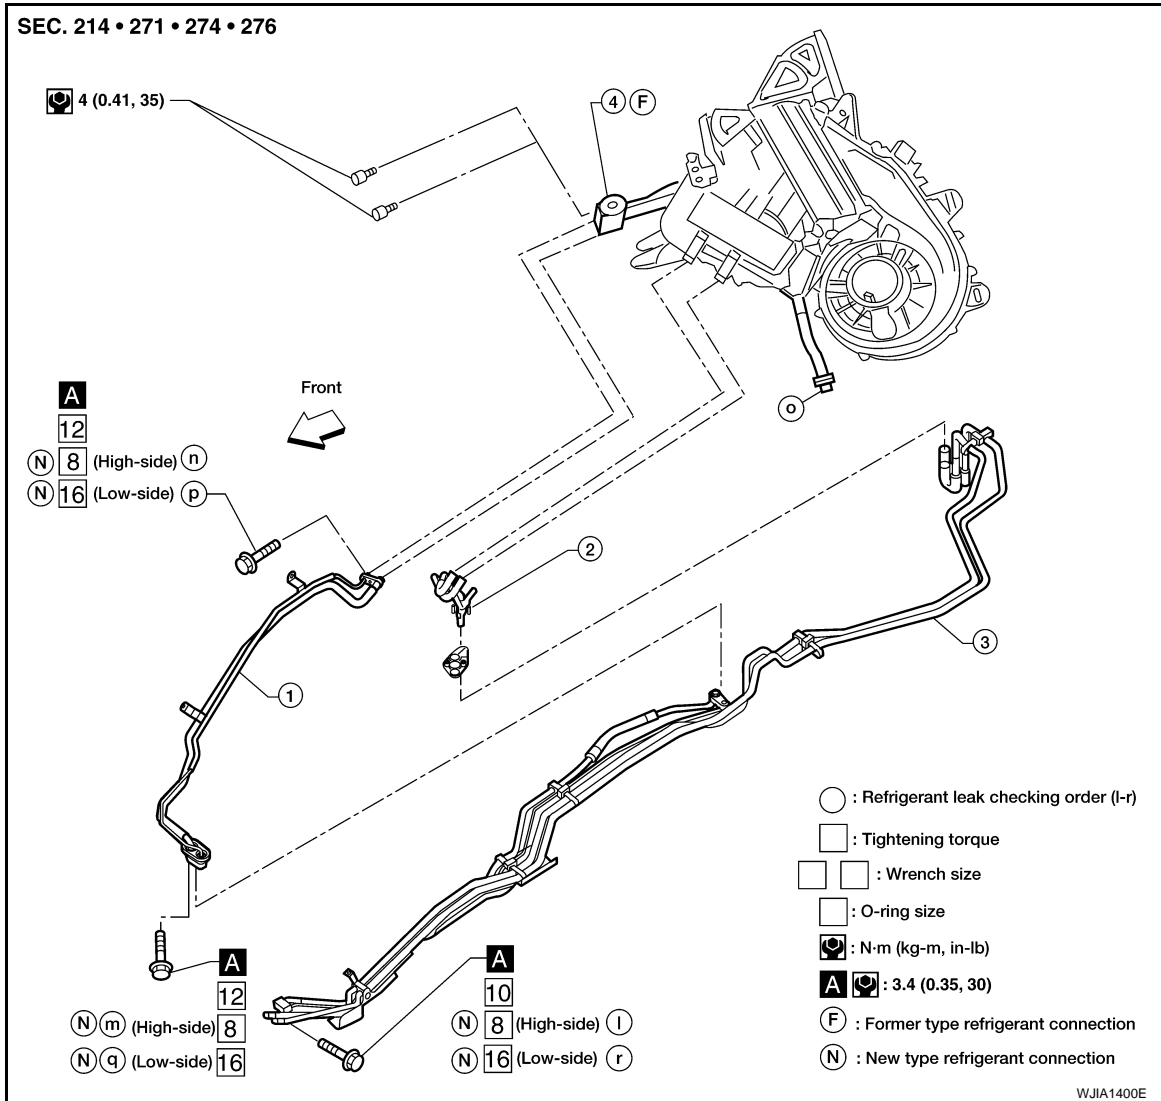 SEC. 214 • 271 • 274 • 276
4 (0.41, 35)
4 F
o
Front
A
12
N 8 (High-side) n
N 16 (Low-side) p
2
3
1
A
12
N m (High-side) 8
N q (Low-side) 16
A
10
N 8 (High-side) l
N 16 (Low-side) r
: Refrigerant leak checking order (l-r)
: Tightening torque
: Wrench size
: O-ring size
: N·m (kg-m, in-lb)
A : 3.4 (0.35, 30)
F : Former type refrigerant connection
N : New type refrigerant connection
WJIA1400E